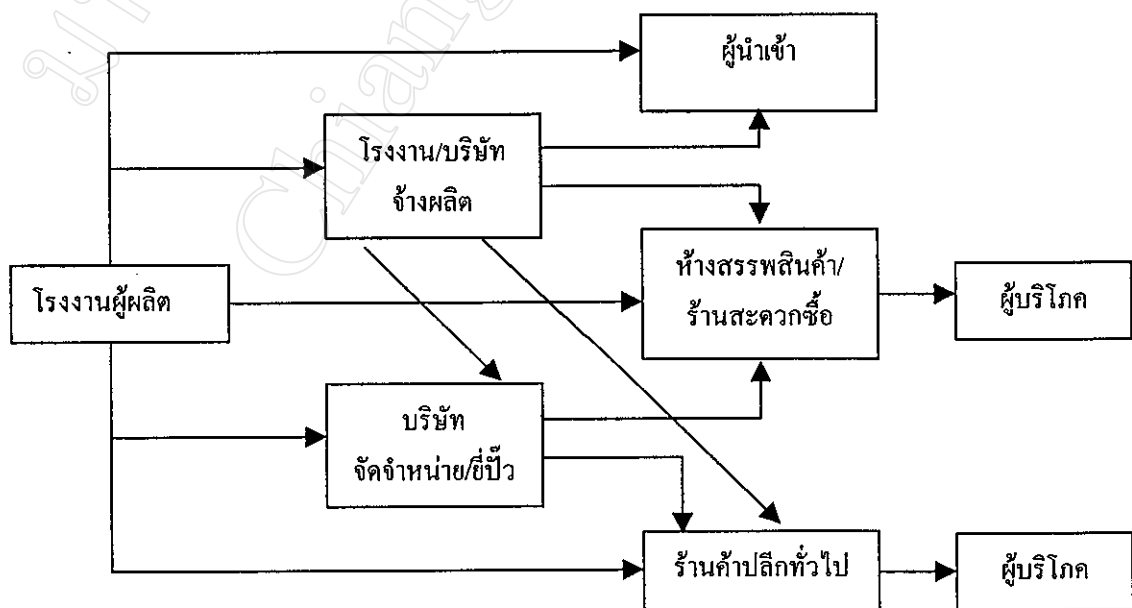 ผู้นำเข้า
โรงงาน/บริษัท
จ้างผลิต
ห้างสรรพสินค้า/
ร้านสะดวกซื้อ
ผู้บริโภค
โรงงานผู้ผลิต
บริษัท
จัดจำหน่าย/ยี่ปั๊ว
ร้านค้าปลีกทั่วไป
ผู้บริโภค
Chiang